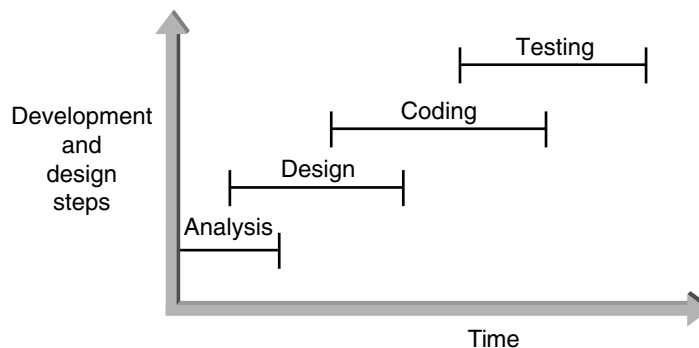 Testing
Coding
Development
and
design
steps
Design
Analysis
Time